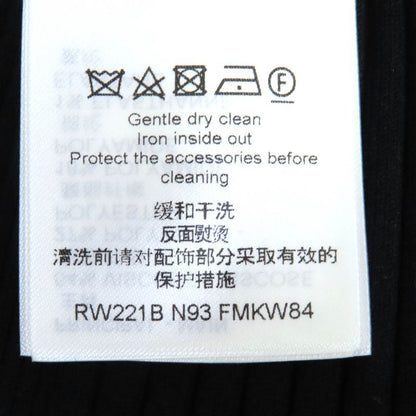 F
Gentle dry clean
Iron inside out
Protect the accessories before
cleaning
缓和干洗
反面熨烫
清洗前请对配饰部分采取有效的
保护措施
RW221B N93 FMKW84